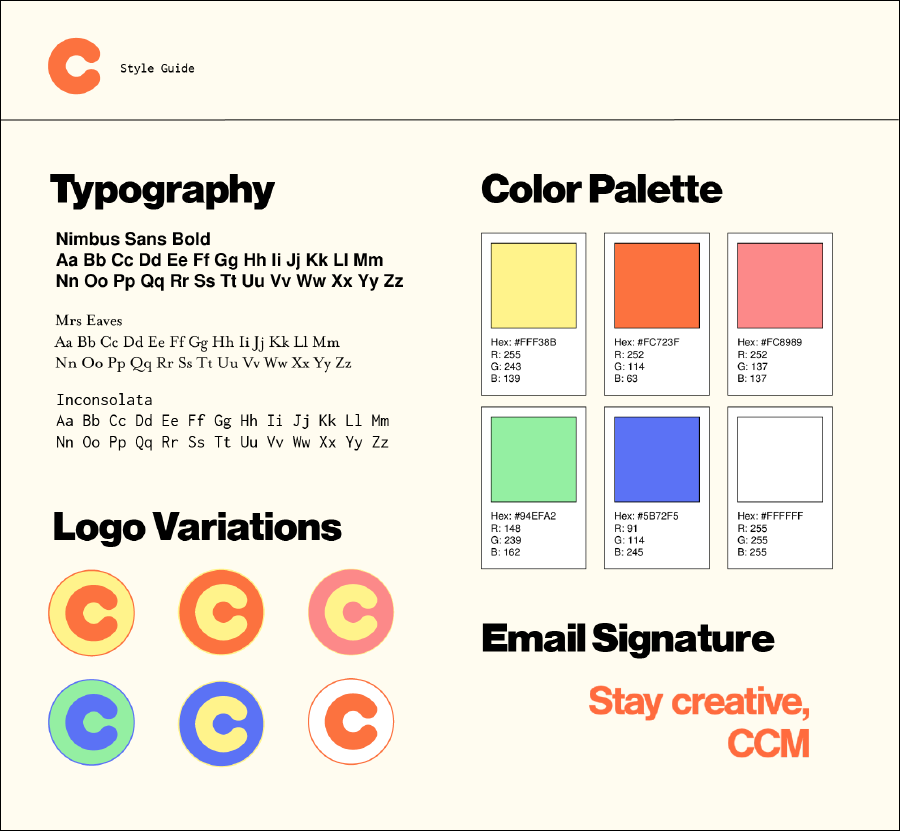 C Style Guide
Typography
Nimbus Sans Bold
Aa Bb Cc Dd Ee Ff Gg Hh Ii Jj Kk Ll Mm
Nn Oo Pp Qq Rr Ss Tt Uu Vv Ww Xx Yy Zz
Mrs Eaves
Aa Bb Cc Dd Ee Ff Gg Hh Ii Jj Kk Ll Mm
Nn Oo Pp Qq Rr Ss Tt Uu Vv Ww Xx Yy Zz
Inconsolata
Aa Bb Cc Dd Ee Ff Gg Hh Ii Jj Kk Ll Mm
Nn Oo Pp Qq Rr Ss Tt Uu Vv Ww Xx Yy Zz
Logo Variations
C C C
C C C
Color Palette
Hex: #FFF38B
R: 255
G: 243
B: 139
Hex: #FC723F
R: 252
G: 114
B: 63
Hex: #FC8989
R: 252
G: 137
B: 137
Hex: #94EFA2
R: 148
G: 239
B: 162
Hex: #5B72F5
R: 91
G: 114
B: 245
Hex: #FFFFFF
R: 255
G: 255
B: 255
Email Signature
Stay creative,
CCM